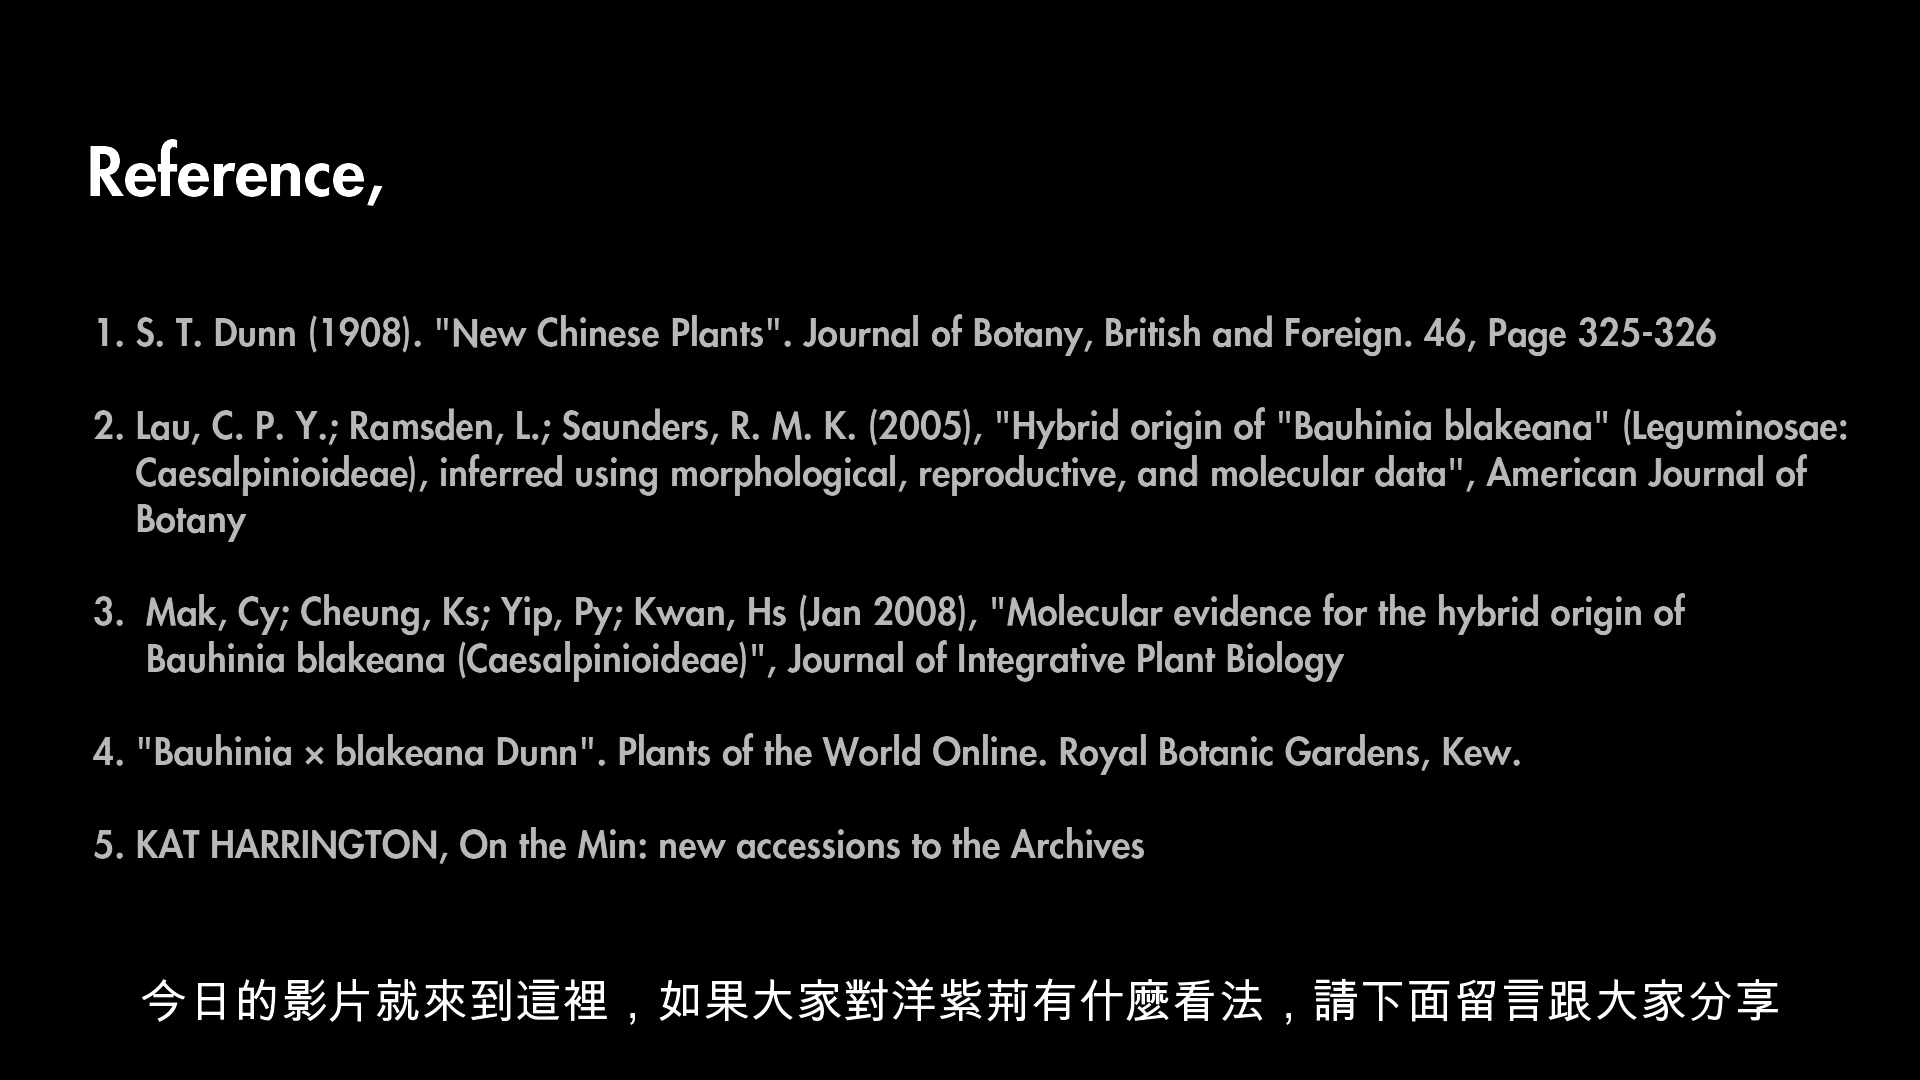 Reference,
1. S. T. Dunn (1908). "New Chinese Plants". Journal of Botany, British and Foreign. 46, Page 325-326
2. Lau, C. P. Y.; Ramsden, L.; Saunders, R. M. K. (2005), "Hybrid origin of "Bauhinia blakeana" (Leguminosae:
Caesalpinioideae), inferred using morphological, reproductive, and molecular data", American Journal of
Botany
3. Mak, Cy; Cheung, Ks; Yip, Py; Kwan, Hs (Jan 2008), "Molecular evidence for the hybrid origin of
Bauhinia blakeana (Caesalpinioideae)", Journal of Integrative Plant Biology
4. "Bauhinia × blakeana Dunn". Plants of the World Online. Royal Botanic Gardens, Kew.
5. KAT HARRINGTON, On the Min: new accessions to the Archives
今日的影片就來到這裡，如果大家對洋紫荊有什麼看法，請下面留言跟大家分享